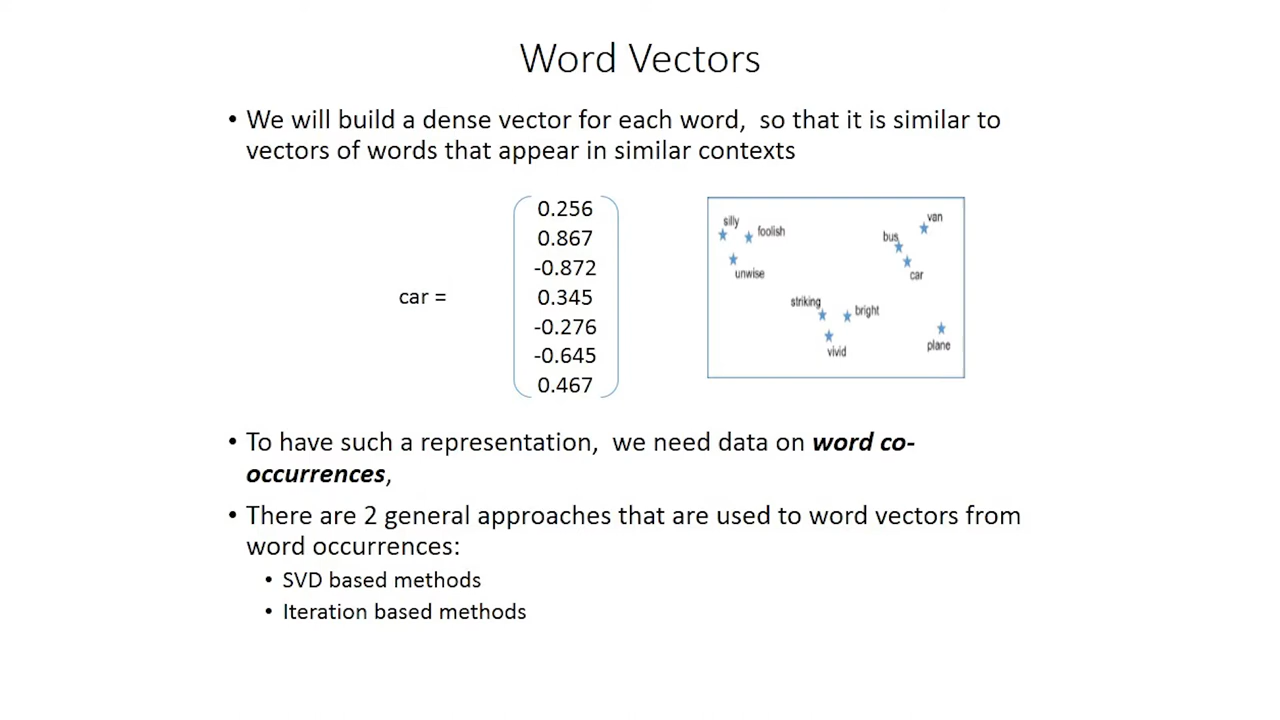 Word Vectors
• We will build a dense vector for each word, so that it is similar to
vectors of words that appear in similar contexts
car =
0.256
0.867
-0.872
0.345
-0.276
-0.645
0.467
silly
foolish
unwise
van
bus
car
striking
bright
vivid
plane
• To have such a representation, we need data on word co-
occurrences,
• There are 2 general approaches that are used to word vectors from
word occurrences:
• SVD based methods
• Iteration based methods